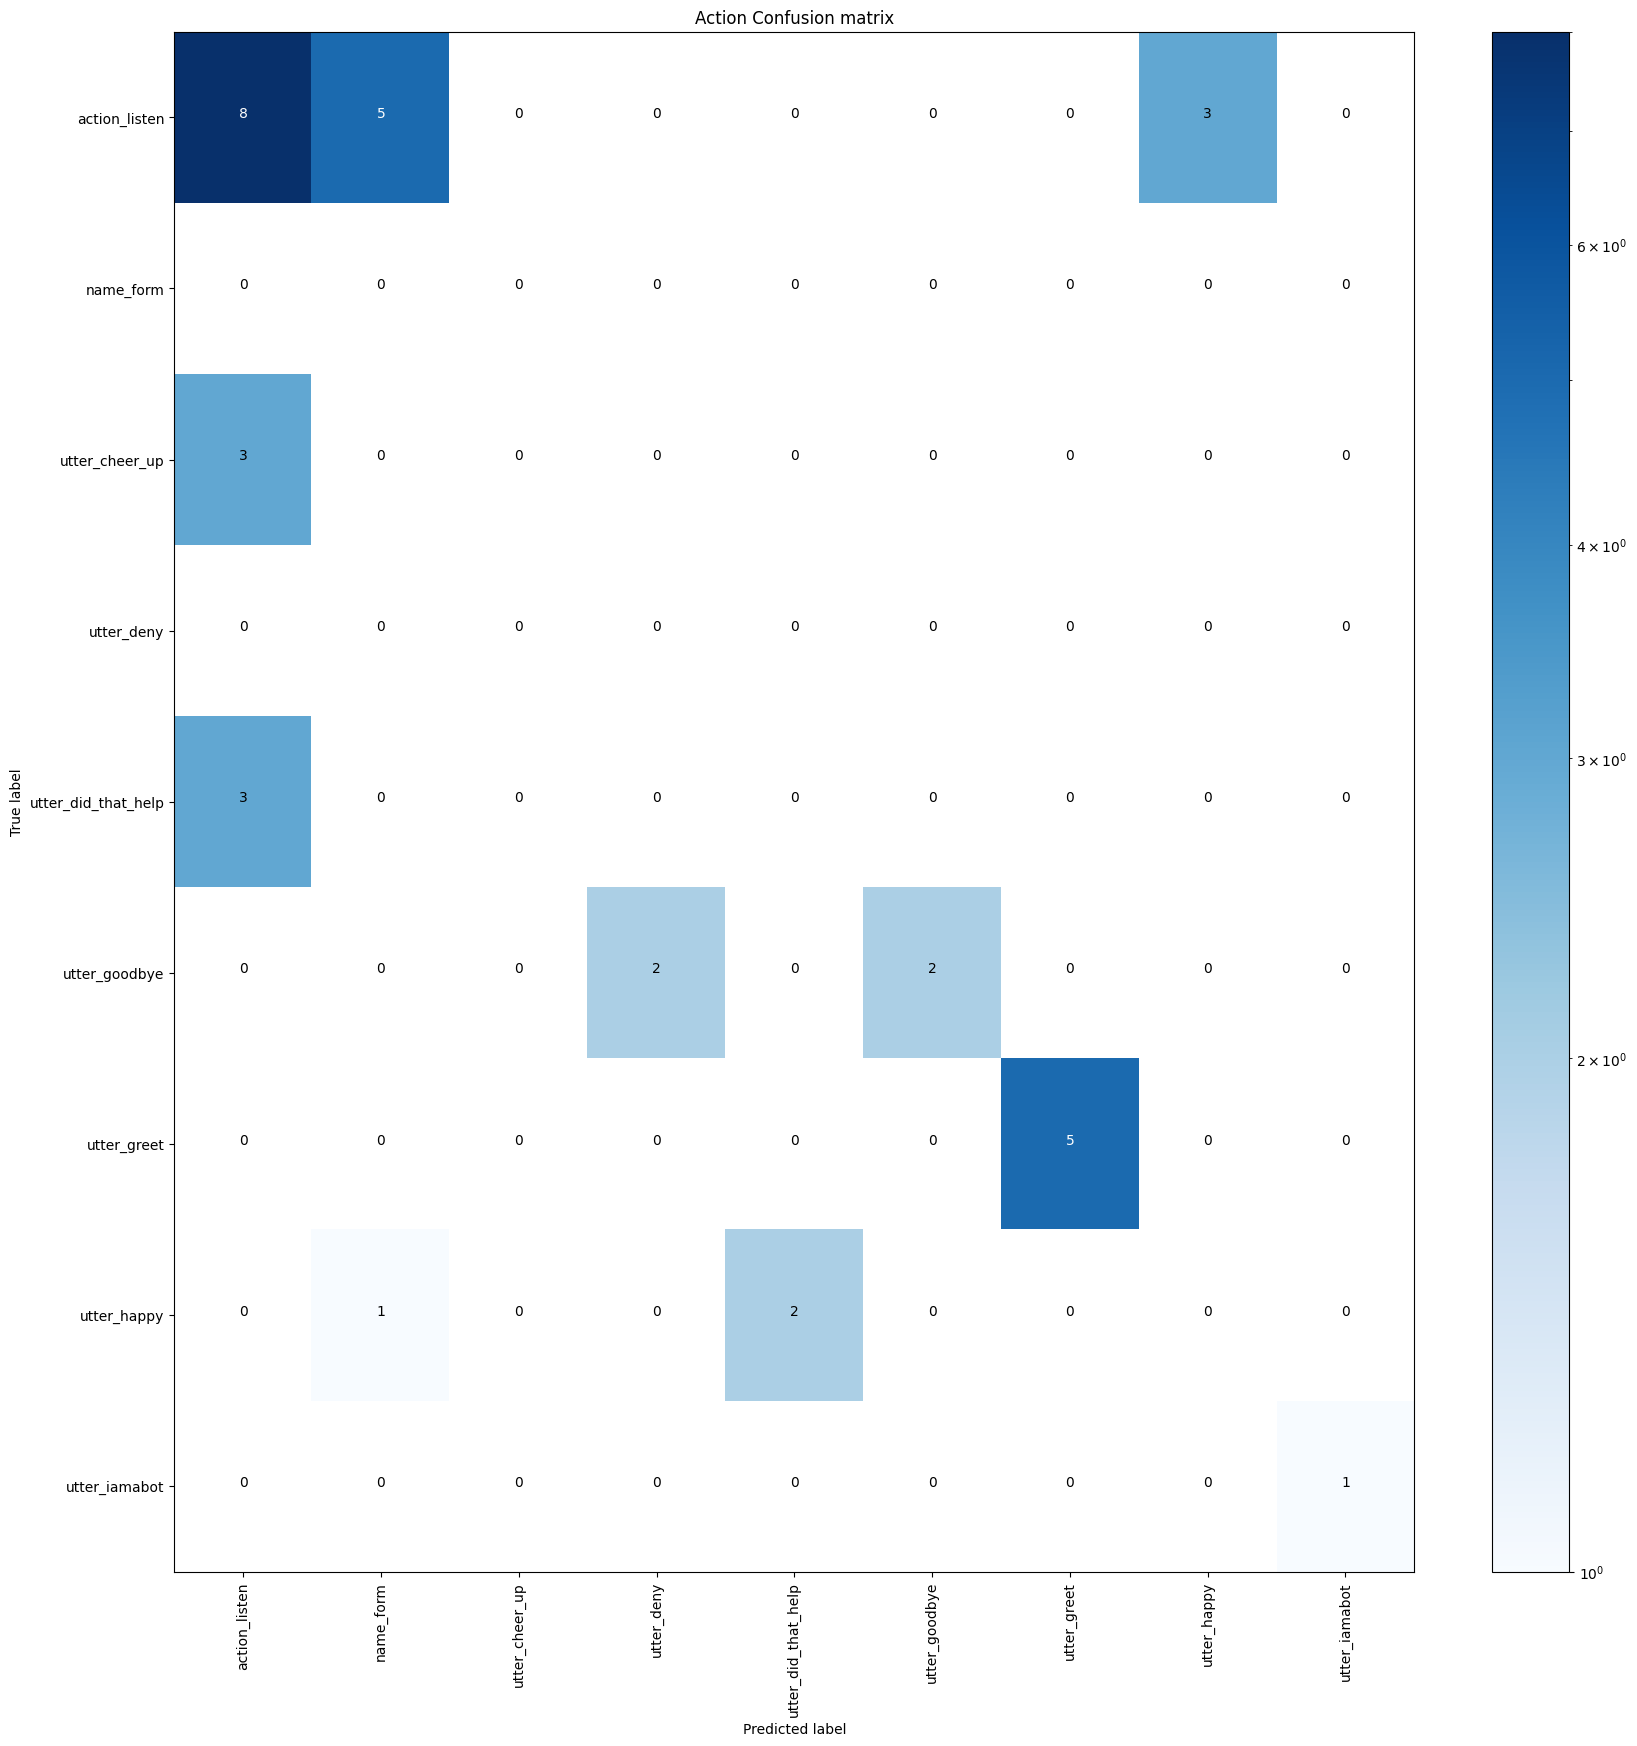 Action Confusion matrix
action_listen 8 5 0 0 0 0 0 3 0
name_form 0 0 0 0 0 0 0 0 0
utter_cheer_up 3 0 0 0 0 0 0 0 0
utter_deny 0 0 0 0 0 0 0 0 0
utter_did_that_help 3 0 0 0 0 0 0 0 0
utter_goodbye 0 0 0 2 0 2 0 0 0
utter_greet 0 0 0 0 0 0 5 0 0
utter_happy 0 1 0 0 2 0 0 0 0
utter_iamabot 0 0 0 0 0 0 0 0 1
True label
action_listen
name_form
utter_cheer_up
utter_deny
utter_did_that_help
utter_goodbye
utter_greet
utter_happy
utter_iamabot
Predicted label
6 × 10⁰
4 × 10⁰
3 × 10⁰
2 × 10⁰
10⁰